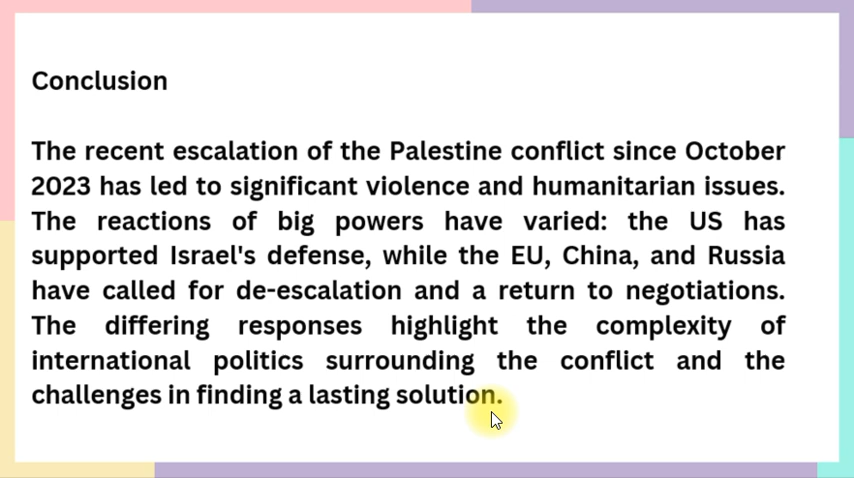 Conclusion
The recent escalation of the Palestine conflict since October
2023 has led to significant violence and humanitarian issues.
The reactions of big powers have varied: the US has
supported Israel's defense, while the EU, China, and Russia
have called for de-escalation and a return to negotiations.
The differing responses highlight the complexity of
international politics surrounding the conflict and the
challenges in finding a lasting solution.